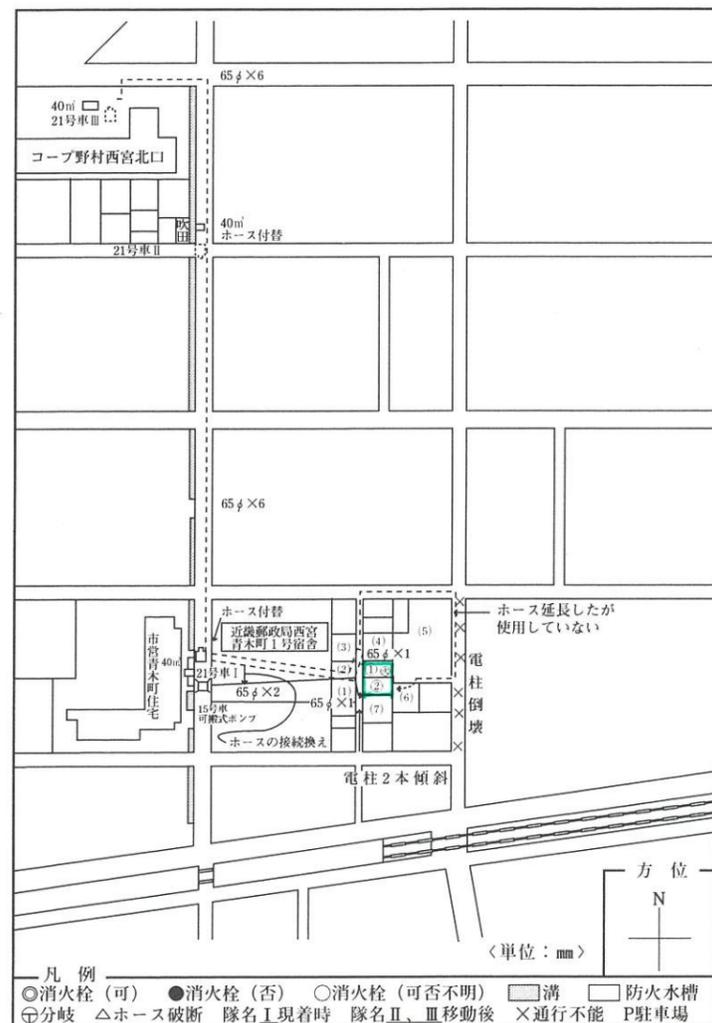 65∮×6
40㎥
21号車Ⅲ
コープ野村西宮北口
吹田
40㎥
ホース付替
21号車Ⅱ
65∮×6
ホース付替
ホース延長したが
使用していない
近畿郵政局西宮
青木町1号宿舎
市営青木町住宅
40㎥
21号車Ⅰ
65∮×2
15号車
可搬式ポンプ
ホースの接続換え
65∮×1
65∮×1
(3)
(2)
(1)
(4)
(5)
①
②
(6)
(7)
電柱倒壊
電柱2本傾斜
方位
N
〈単位：㎜〉
凡例
◎消火栓（可） ●消火栓（否） ○消火栓（可否不明） 溝 防火水槽
分岐 △ホース破断 隊名Ⅰ現着時 隊名Ⅱ、Ⅲ移動後 ×通行不能 P駐車場